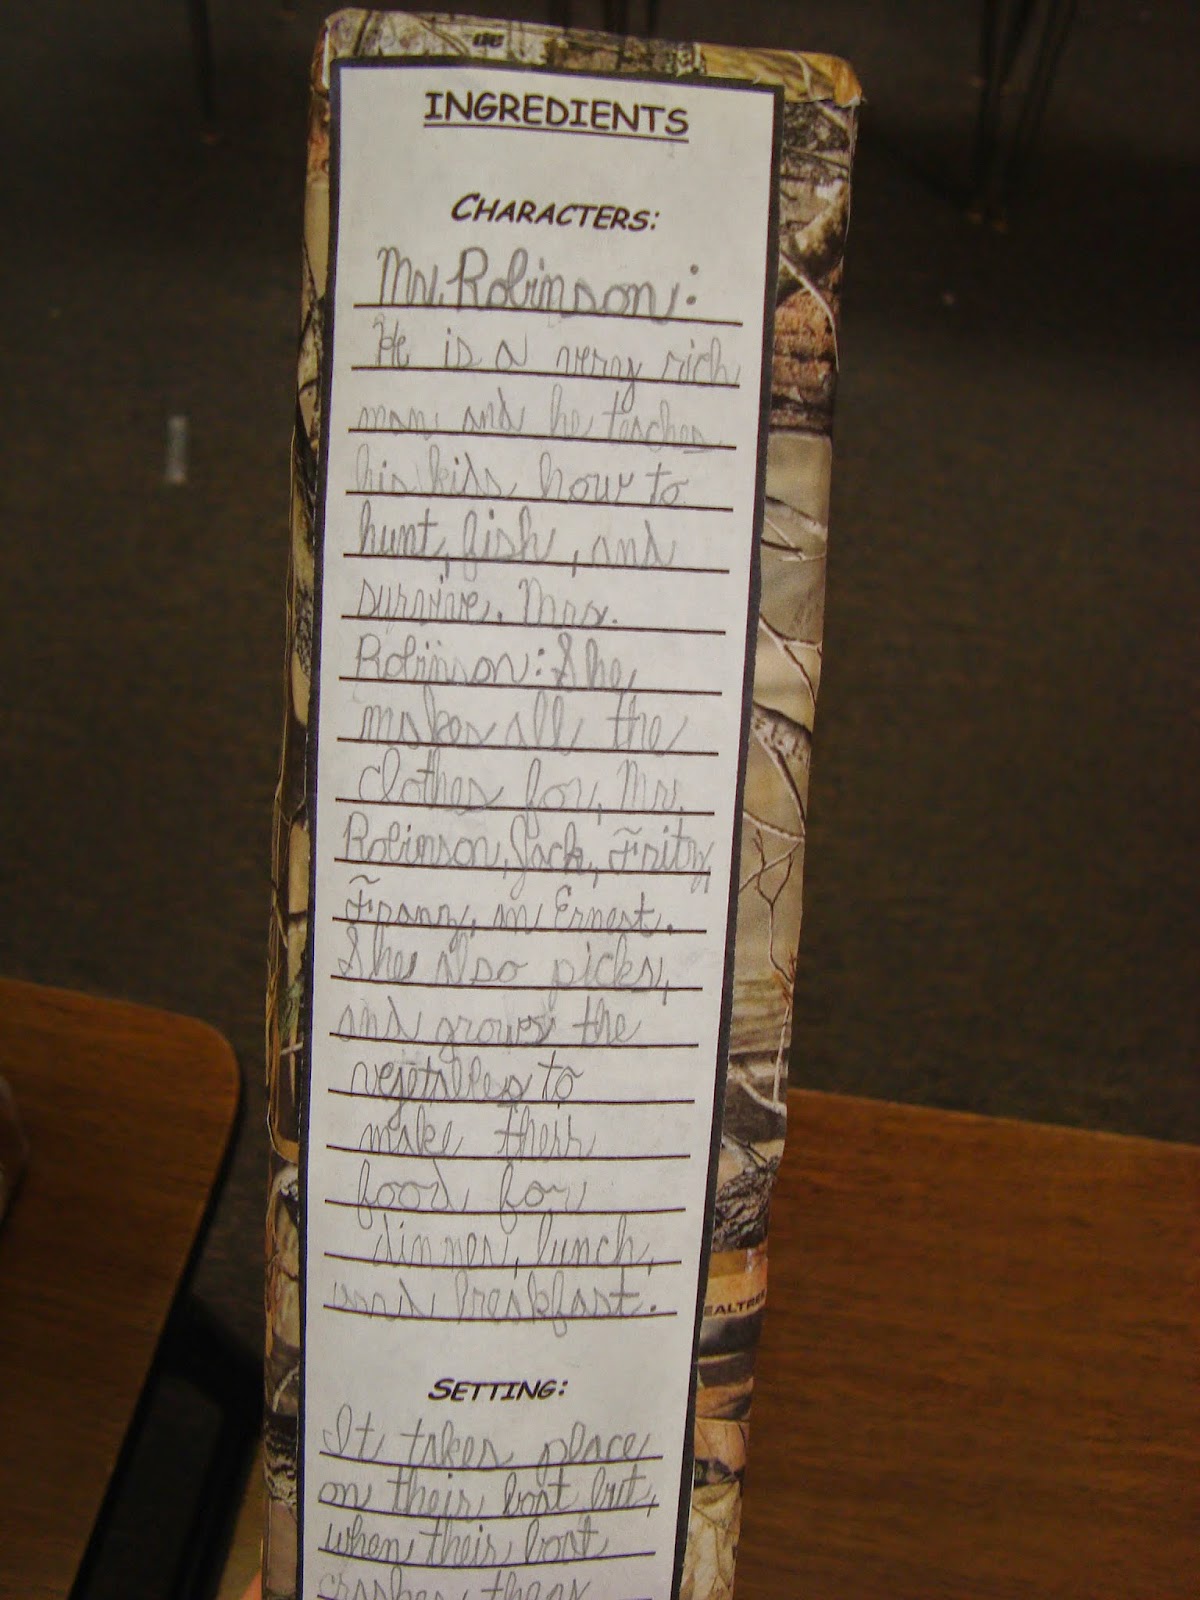 INGREDIENTS
CHARACTERS:
Mr. Robinson:
He is a very rich
man and he teaches
his kids how to
hunt, fish, and
survive. Mrs.
Robinson: She
makes all the
clothes for, Mr.
Robinson, Jack, Fritz,
Franz, an Ernest.
She also picks,
and grows the
vegetables to
make
food for
dinner, lunch,
and breakfast.
EALTREE
SETTING:
It takes place
on their boat but,
when their boat
crashes